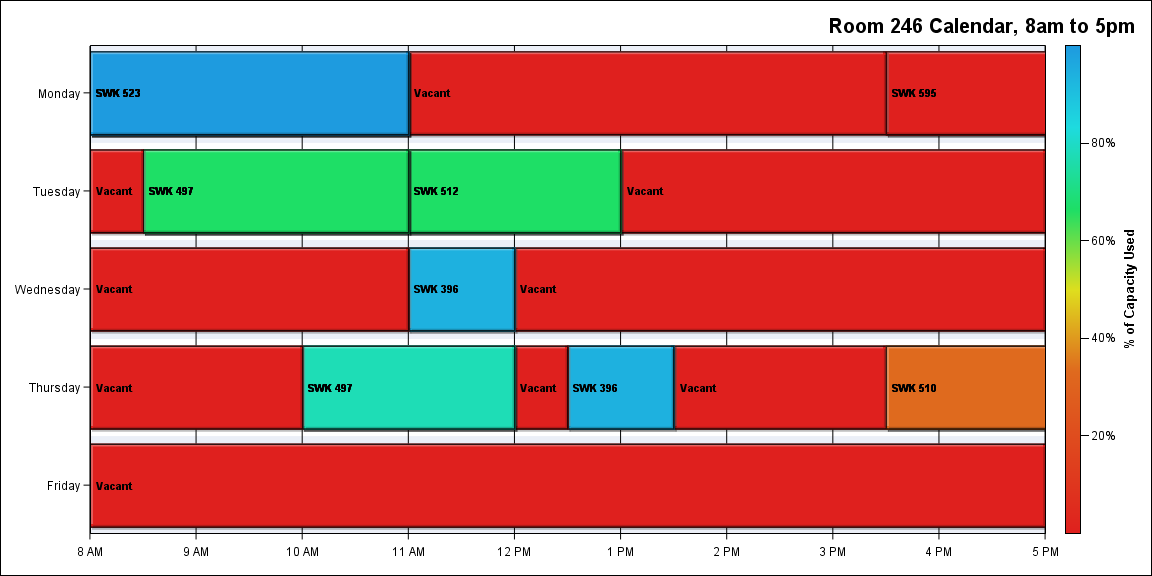 Room 246 Calendar, 8am to 5pm
Monday
SWK 523
Vacant
SWK 595
80%
Tuesday
Vacant
SWK 497
SWK 512
Vacant
60%
% of Capacity Used
Wednesday
Vacant
SWK 396
Vacant
40%
Thursday
Vacant
SWK 497
Vacant
SWK 396
Vacant
SWK 510
20%
Friday
Vacant
8 AM
9 AM
10 AM
11 AM
12 PM
1 PM
2 PM
3 PM
4 PM
5 PM